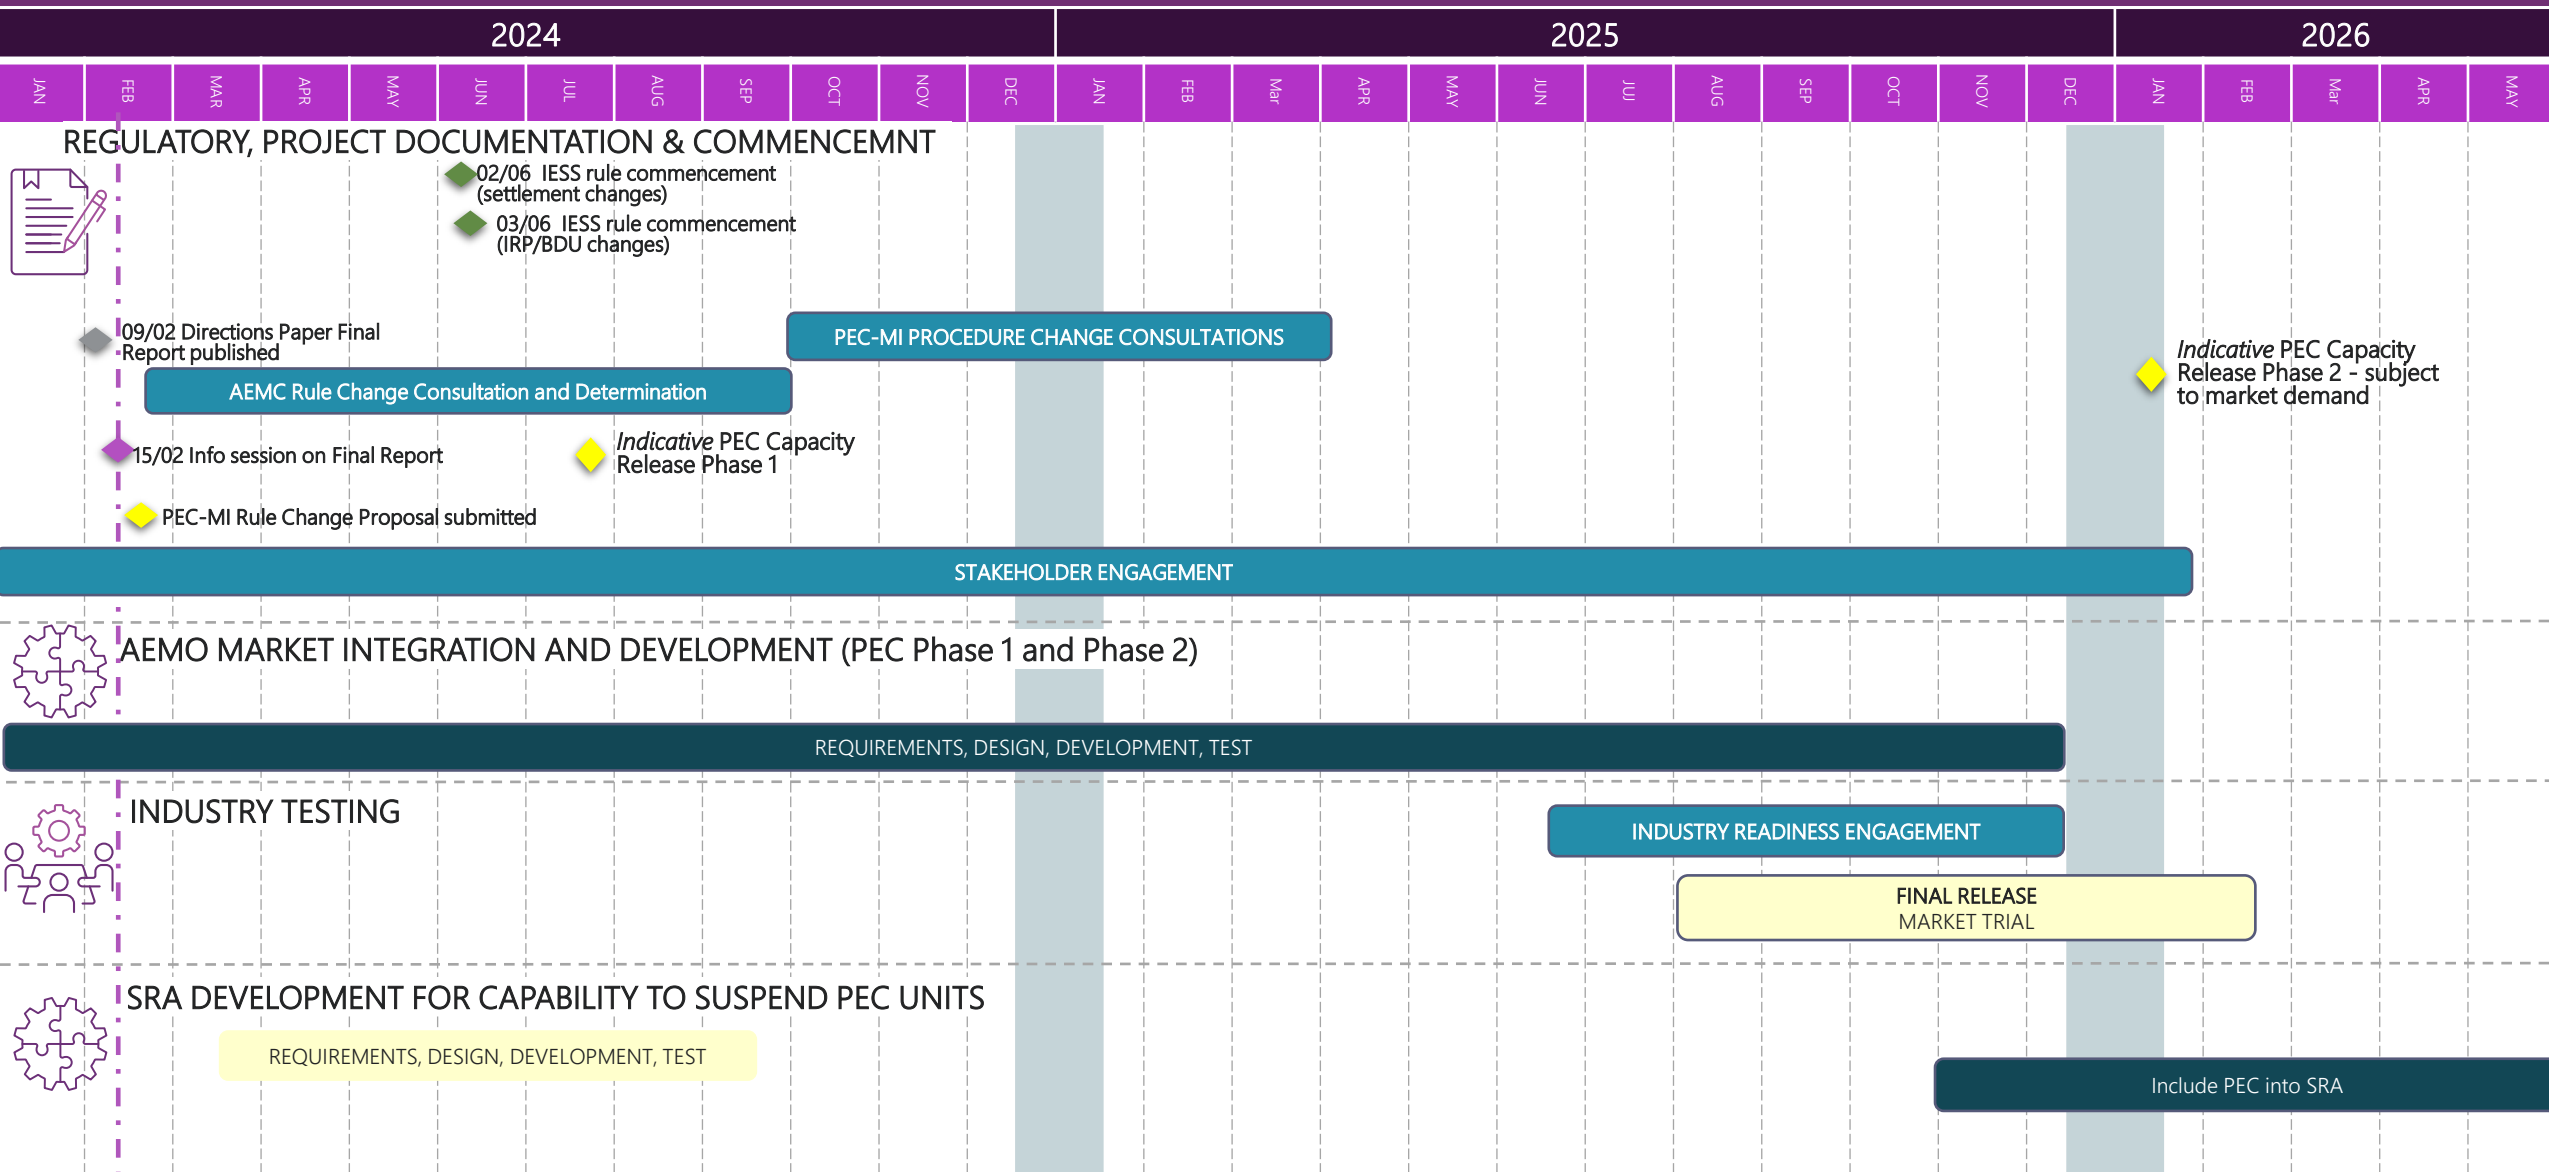 2024
2025
2026
JAN
FEB
MAR
APR
MAY
JUN
JUL
AUG
SEP
OCT
NOV
DEC
JAN
FEB
Mar
APR
MAY
JUN
JUJ
AUG
SEP
OCT
NOV
DEC
JAN
FEB
Mar
APR
MAY
REGULATORY, PROJECT DOCUMENTATION & COMMENCEMNT
02/06  IESS rule commencement
(settlement changes)
03/06  IESS rule commencement
(IRP/BDU changes)
09/02 Directions Paper Final
Report published
PEC-MI PROCEDURE CHANGE CONSULTATIONS
Indicative PEC Capacity
Release Phase 2 - subject
to market demand
AEMC Rule Change Consultation and Determination
15/02 Info session on Final Report
Indicative PEC Capacity
Release Phase 1
PEC-MI Rule Change Proposal submitted
STAKEHOLDER ENGAGEMENT
AEMO MARKET INTEGRATION AND DEVELOPMENT (PEC Phase 1 and Phase 2)
REQUIREMENTS, DESIGN, DEVELOPMENT, TEST
INDUSTRY TESTING
INDUSTRY READINESS ENGAGEMENT
FINAL RELEASE
MARKET TRIAL
SRA DEVELOPMENT FOR CAPABILITY TO SUSPEND PEC UNITS
REQUIREMENTS, DESIGN, DEVELOPMENT, TEST
Include PEC into SRA